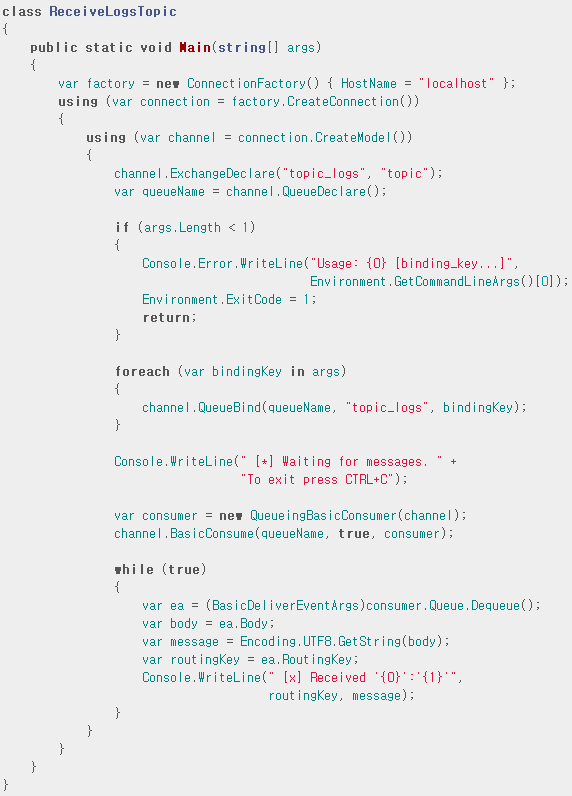 class ReceiveLogsTopic
{
    public static void Main(string[] args)
    {
        var factory = new ConnectionFactory() { HostName = "localhost" };
        using (var connection = factory.CreateConnection())
        {
            using (var channel = connection.CreateModel())
            {
                channel.ExchangeDeclare("topic_logs", "topic");
                var queueName = channel.QueueDeclare();

                if (args.Length < 1)
                {
                    Console.Error.WriteLine("Usage: {0} [binding_key...]",
                                            Environment.GetCommandLineArgs()[0]);
                    Environment.ExitCode = 1;
                    return;
                }

                foreach (var bindingKey in args)
                {
                    channel.QueueBind(queueName, "topic_logs", bindingKey);
                }

                Console.WriteLine(" [*] Waiting for messages. " +
                                  "To exit press CTRL+C");

                var consumer = new QueueingBasicConsumer(channel);
                channel.BasicConsume(queueName, true, consumer);

                while (true)
                {
                    var ea = (BasicDeliverEventArgs)consumer.Queue.Dequeue();
                    var body = ea.Body;
                    var message = Encoding.UTF8.GetString(body);
                    var routingKey = ea.RoutingKey;
                    Console.WriteLine(" [x] Received '{0}':'{1}'",
                                      routingKey, message);
                }
            }
        }
    }
}